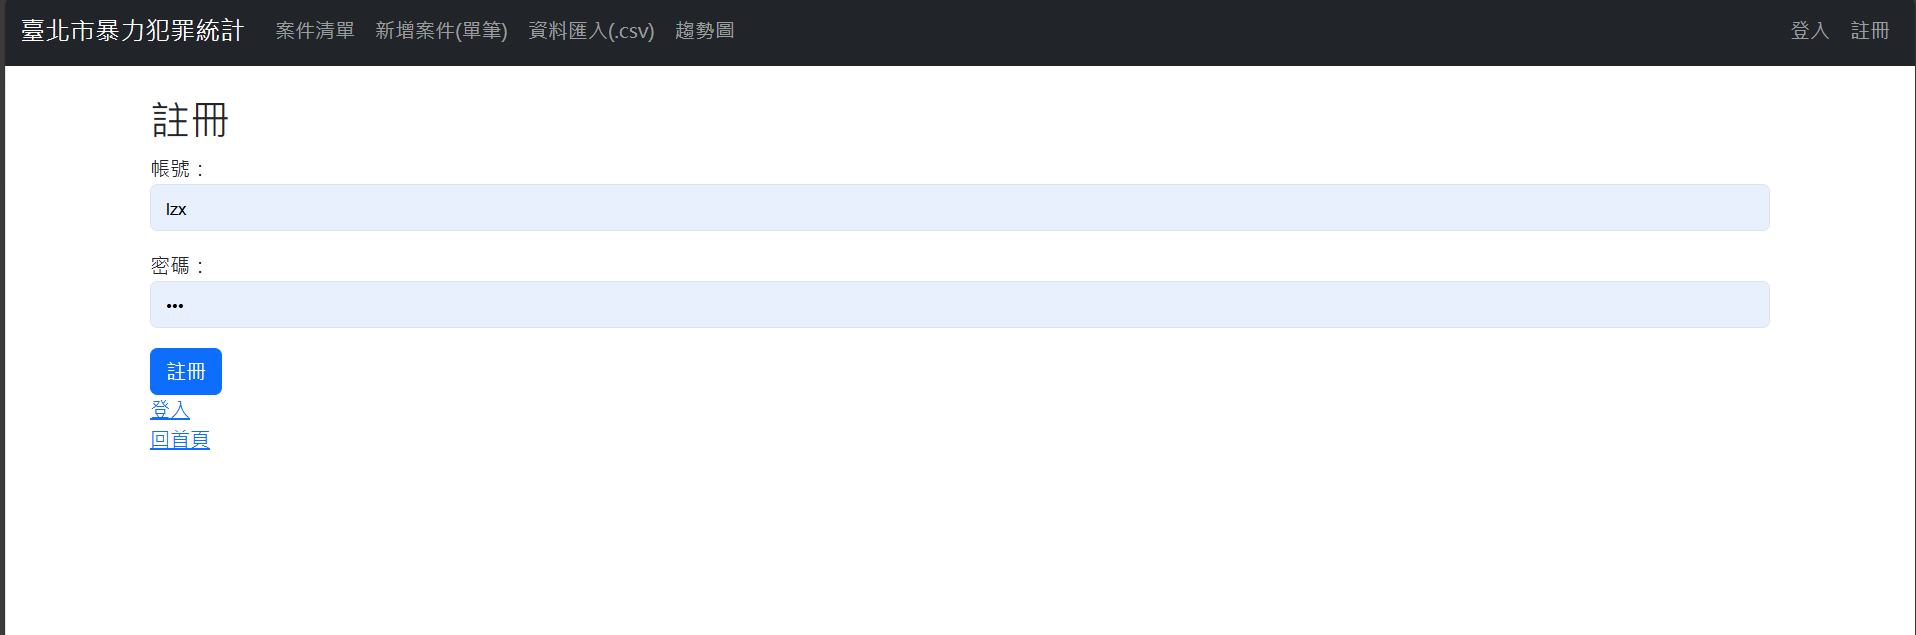 臺北市暴力犯罪統計 案件清單 新增案件(單筆) 資料匯入(.csv) 趨勢圖 登入 註冊
註冊
帳號：
lzx
密碼：
•••
註冊
登入
回首頁